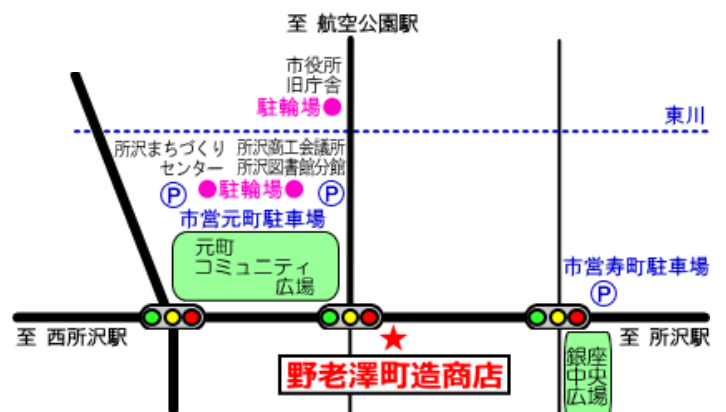 至 航空公園駅
市役所
旧庁舎
駐輪場
東川
所沢まちづくり
センター
所沢商工会議所
所沢図書館分館
P
駐輪場
P
市営元町駐車場
元町
コミュニティ
広場
市営寿町駐車場
P
至 西所沢駅
至 所沢駅
野老澤町造商店
銀座
中央
広場